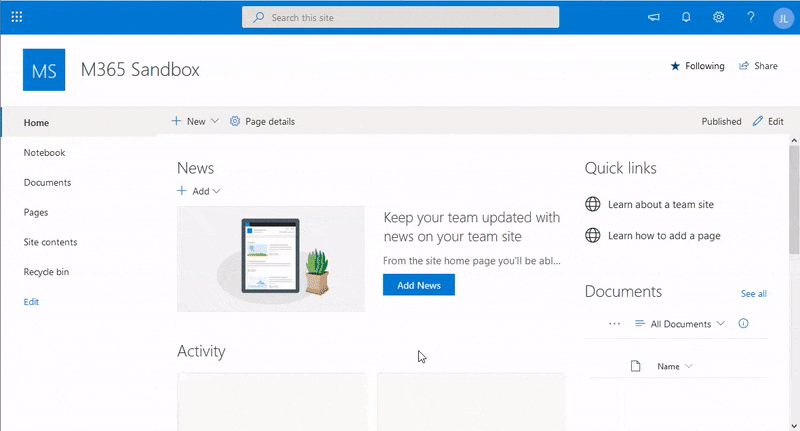 Search this site
?
JL
MS
M365 Sandbox
Following
Share
Home
Notebook
Documents
Pages
Site contents
Recycle bin
Edit
New
Page details
Published
Edit
News
Add
Keep your team updated with
news on your team site
From the site home page you'll be abl...
Add News
Activity
Quick links
Learn about a team site
Learn how to add a page
Documents
See all
All Documents
Name